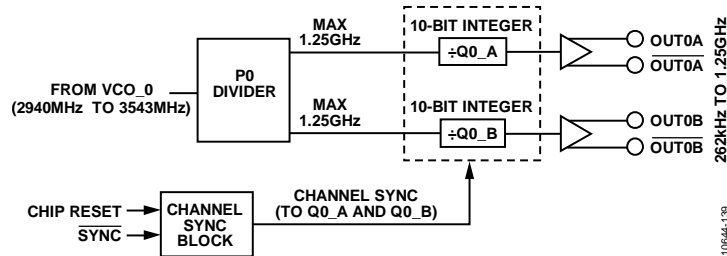 FROM VCO_0
(2940MHz TO 3543MHz)
P0
DIVIDER
MAX
1.25GHz
MAX
1.25GHz
10-BIT INTEGER
÷Q0_A
10-BIT INTEGER
÷Q0_B
OUT0A
OUT0A
OUT0B
OUT0B
262kHz TO 1.25GHz
CHIP RESET
SYNC
CHANNEL
SYNC
BLOCK
CHANNEL SYNC
(TO Q0_A AND Q0_B)
10644-139